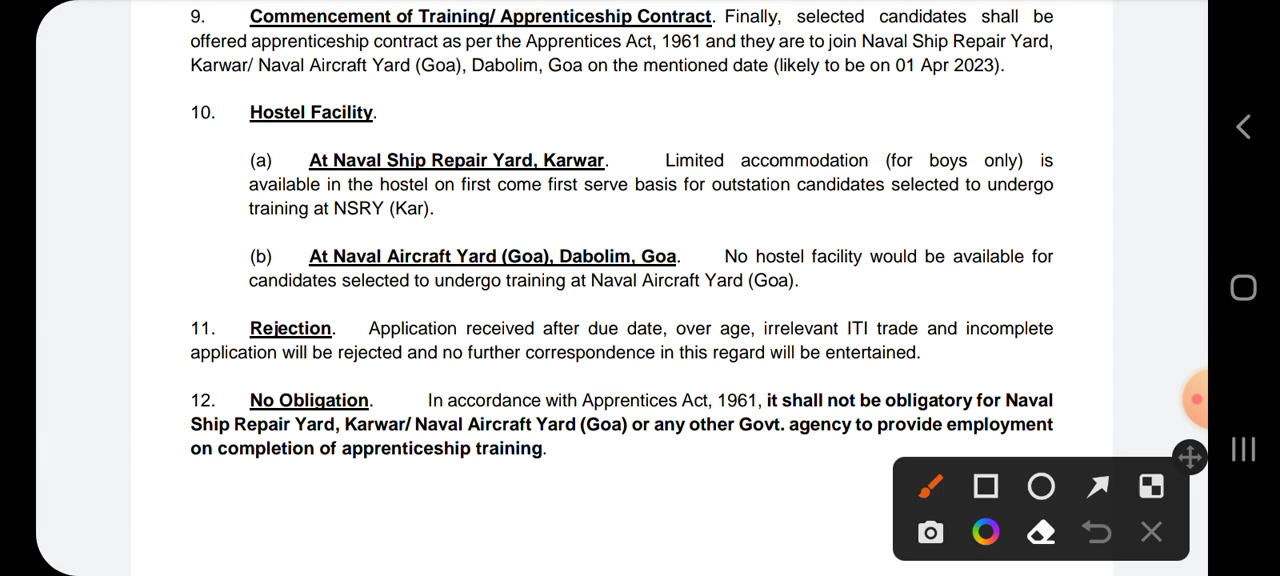 9. Commencement of Training/ Apprenticeship Contract. Finally, selected candidates shall be
offered apprenticeship contract as per the Apprentices Act, 1961 and they are to join Naval Ship Repair Yard,
Karwar/ Naval Aircraft Yard (Goa), Dabolim, Goa on the mentioned date (likely to be on 01 Apr 2023).
10. Hostel Facility.
(a) At Naval Ship Repair Yard, Karwar. Limited accommodation (for boys only) is
available in the hostel on first come first serve basis for outstation candidates selected to undergo
training at NSRY (Kar).
(b) At Naval Aircraft Yard (Goa), Dabolim, Goa. No hostel facility would be available for
candidates selected to undergo training at Naval Aircraft Yard (Goa).
11. Rejection. Application received after due date, over age, irrelevant ITI trade and incomplete
application will be rejected and no further correspondence in this regard will be entertained.
12. No Obligation. In accordance with Apprentices Act, 1961, it shall not be obligatory for Naval
Ship Repair Yard, Karwar/ Naval Aircraft Yard (Goa) or any other Govt. agency to provide employment
on completion of apprenticeship training.